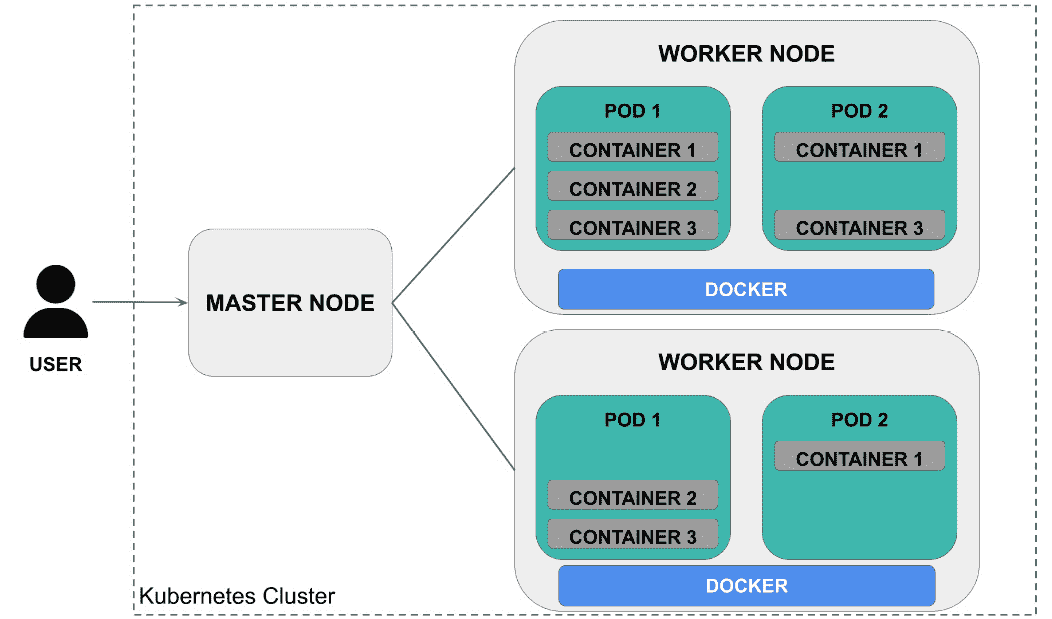 WORKER NODE
POD 1
CONTAINER 1
CONTAINER 2
CONTAINER 3
POD 2
CONTAINER 1
CONTAINER 3
DOCKER
MASTER NODE
USER
WORKER NODE
POD 1
CONTAINER 2
CONTAINER 3
POD 2
CONTAINER 1
DOCKER
Kubernetes Cluster